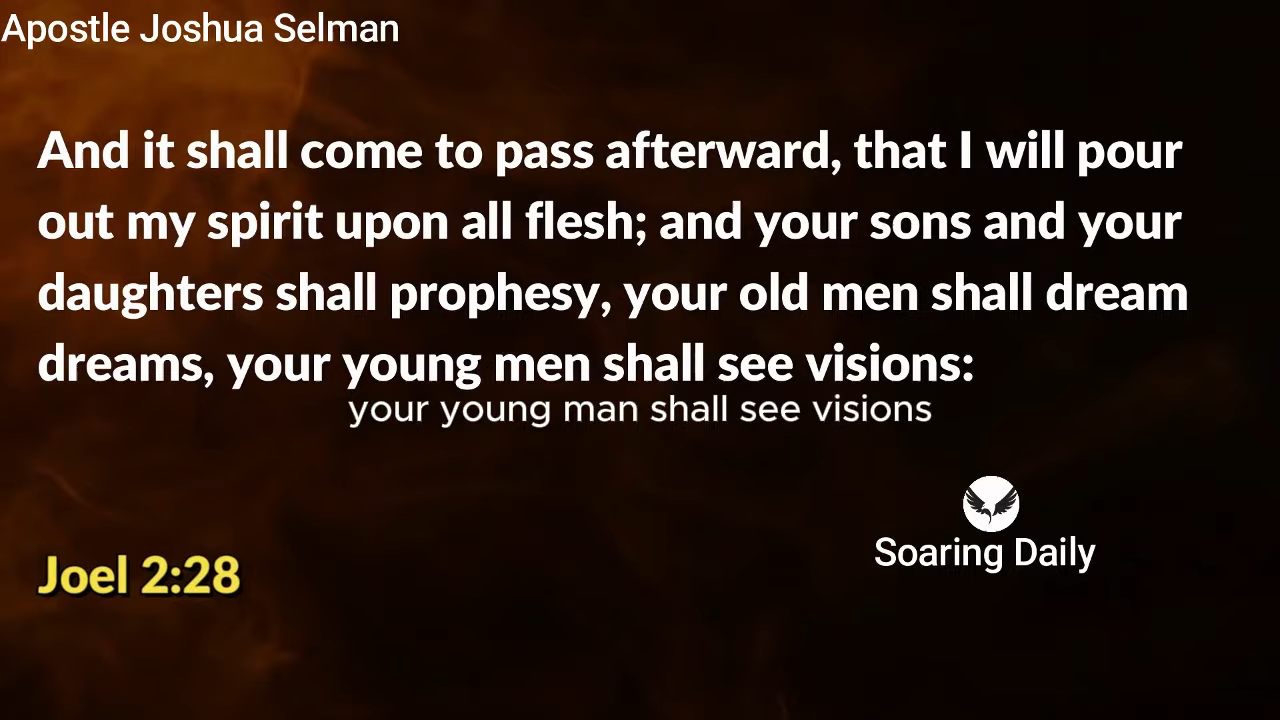 Apostle Joshua Selman
And it shall come to pass afterward, that I will pour
out my spirit upon all flesh; and your sons and your
daughters shall prophesy, your old men shall dream
dreams, your young men shall see visions:
your young man shall see visions
Soaring Daily
Joel 2:28